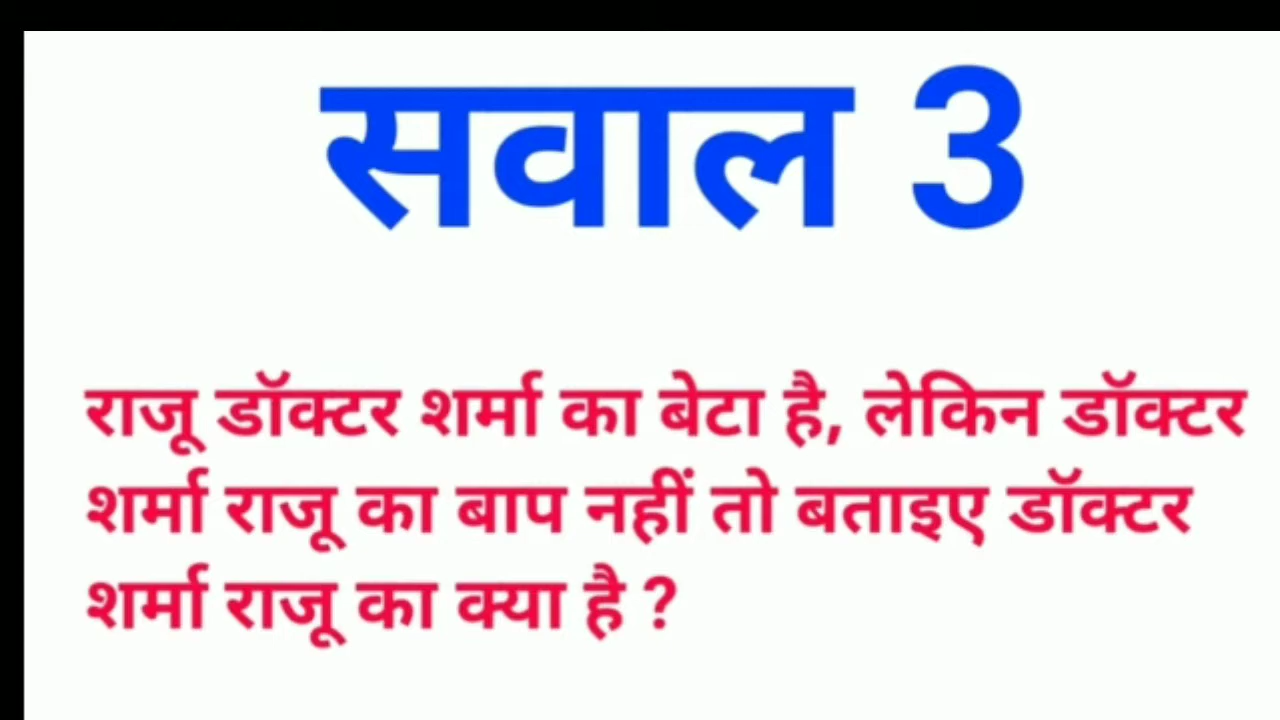 सवाल 3
राजू डॉक्टर शर्मा का बेटा है, लेकिन डॉक्टर
शर्मा राजू का बाप नहीं तो बताइए डॉक्टर
शर्मा राजू का क्या है ?